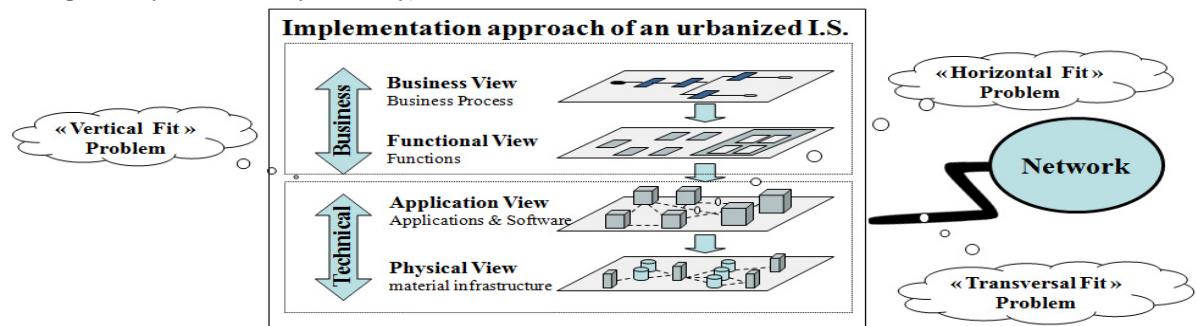 Implementation approach of an urbanized I.S.
Business
Business View
Business Process
Functional View
Functions
Technical
Application View
Applications & Software
Physical View
material infrastructure
« Vertical Fit »
Problem
« Horizontal Fit »
Problem
Network
« Transversal Fit »
Problem